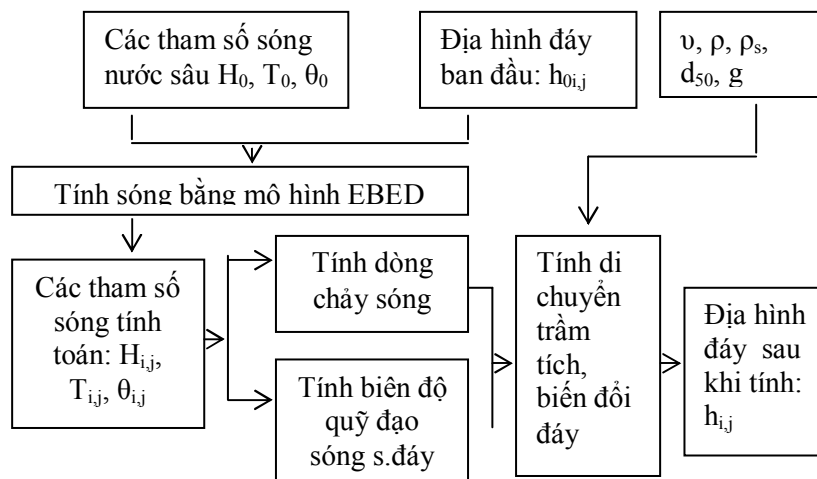 Các tham số sóng
nước sâu H₀, T₀, θ₀
Địa hình đáy
ban đầu: h₀ᵢ,ⱼ
υ, ρ, ρₛ,
d₅₀, g
Tính sóng bằng mô hình EBED
Các tham số
sóng tính
toán: Hᵢ,ⱼ,
Tᵢ,ⱼ, θᵢ,ⱼ
Tính dòng
chảy sóng
Tính biên độ
quỹ đạo
sóng s.đáy
Tính di
chuyển
trầm
tích,
biến đổi
đáy
Địa hình
đáy sau
khi tính:
hᵢ,ⱼ